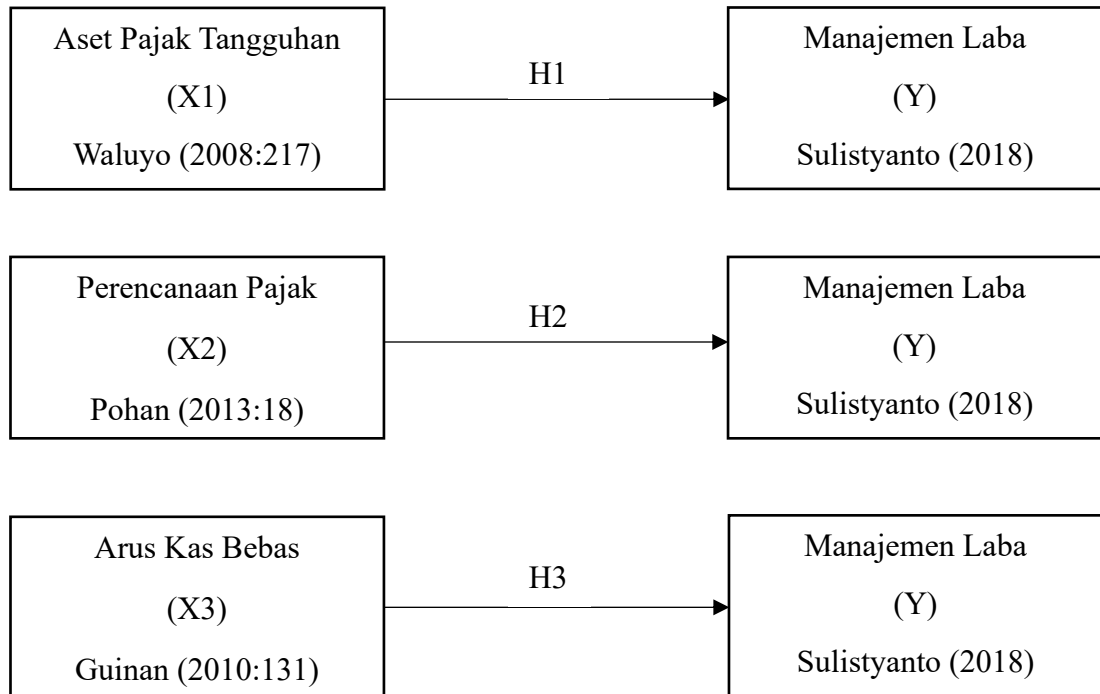 Aset Pajak Tangguhan
(X1)
Waluyo (2008:217)
H1
Manajemen Laba
(Y)
Sulistyanto (2018)
Perencanaan Pajak
(X2)
Pohan (2013:18)
H2
Manajemen Laba
(Y)
Sulistyanto (2018)
Arus Kas Bebas
(X3)
Guinan (2010:131)
H3
Manajemen Laba
(Y)
Sulistyanto (2018)